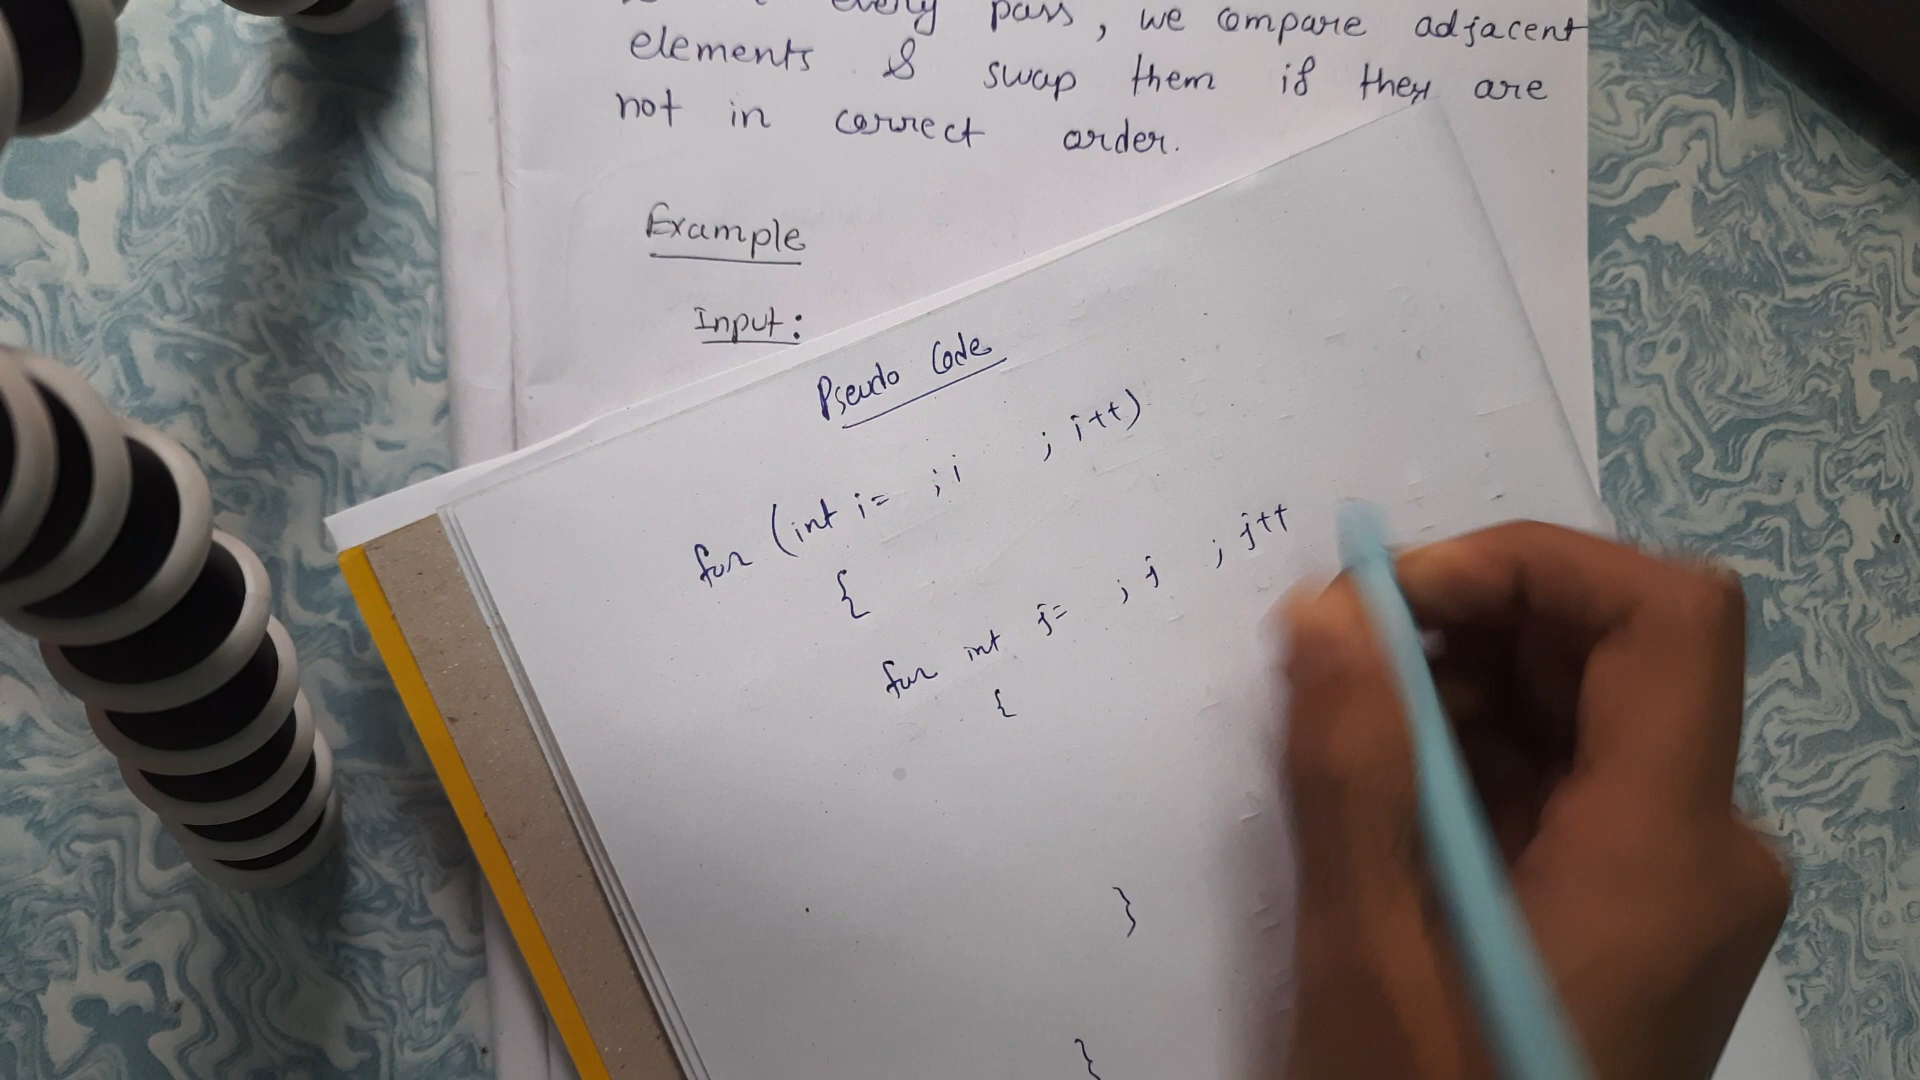 every pass, we compare adjacent
elements & swap them if they are
not in correct order.
Example
Input:
Pseudo Code
for (int i= ; i ; i++)
{
for int j= ; j ; j++
{
}
}